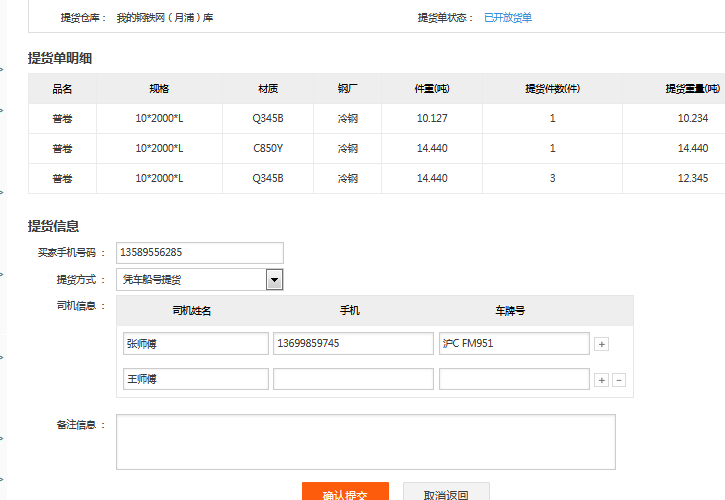 提货仓库： 我的钢铁网（月浦）库 提货单状态： 已开放货单
提货单明细
品名 规格 材质 钢厂 件重(吨) 提货件数(件) 提货重量(吨)
普卷 10*2000*L Q345B 冷钢 10.127 1 10.234
普卷 10*2000*L C850Y 冷钢 14.440 1 14.440
普卷 10*2000*L Q345B 冷钢 14.440 3 12.345
提货信息
买家手机号码 ： 13589556285
提货方式 ： 凭车船号提货
司机信息 ： 司机姓名 手机 车牌号
张师傅 13699859745 沪C FM951 +
王师傅 + -
备注信息 ：
确认提交 取消返回